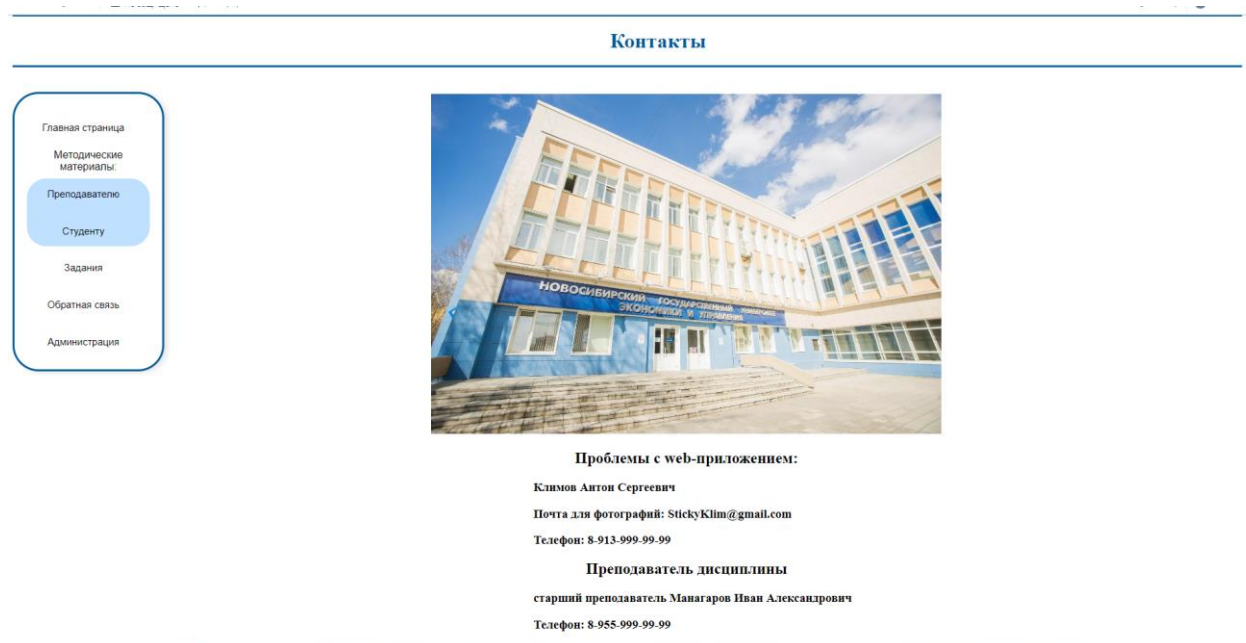 Контакты
Главная страница
Методические
материалы:
Преподавателю
Студенту
Задания
Обратная связь
Администрация
НОВОСИБИРСКИЙ ГОСУДАРСТВЕННЫЙ УНИВЕРСИТЕТ
ЭКОНОМИКИ И УПРАВЛЕНИЯ
Проблемы с web-приложением:
Климов Антон Сергеевич
Почта для фотографий: StickyKlim@gmail.com
Телефон: 8-913-999-99-99
Преподаватель дисциплины
старший преподаватель Манагаров Иван Александрович
Телефон: 8-955-999-99-99